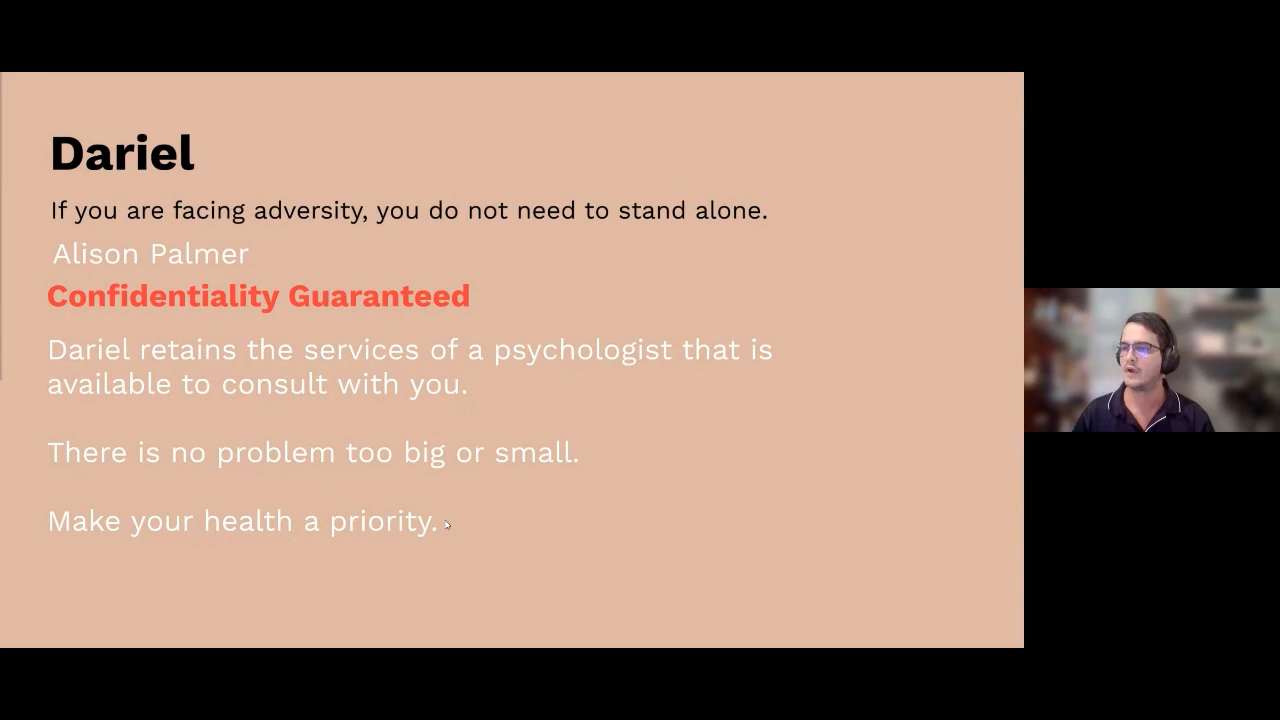 Dariel
If you are facing adversity, you do not need to stand alone.
Alison Palmer
Confidentiality Guaranteed
Dariel retains the services of a psychologist that is
available to consult with you.
There is no problem too big or small.
Make your health a priority.